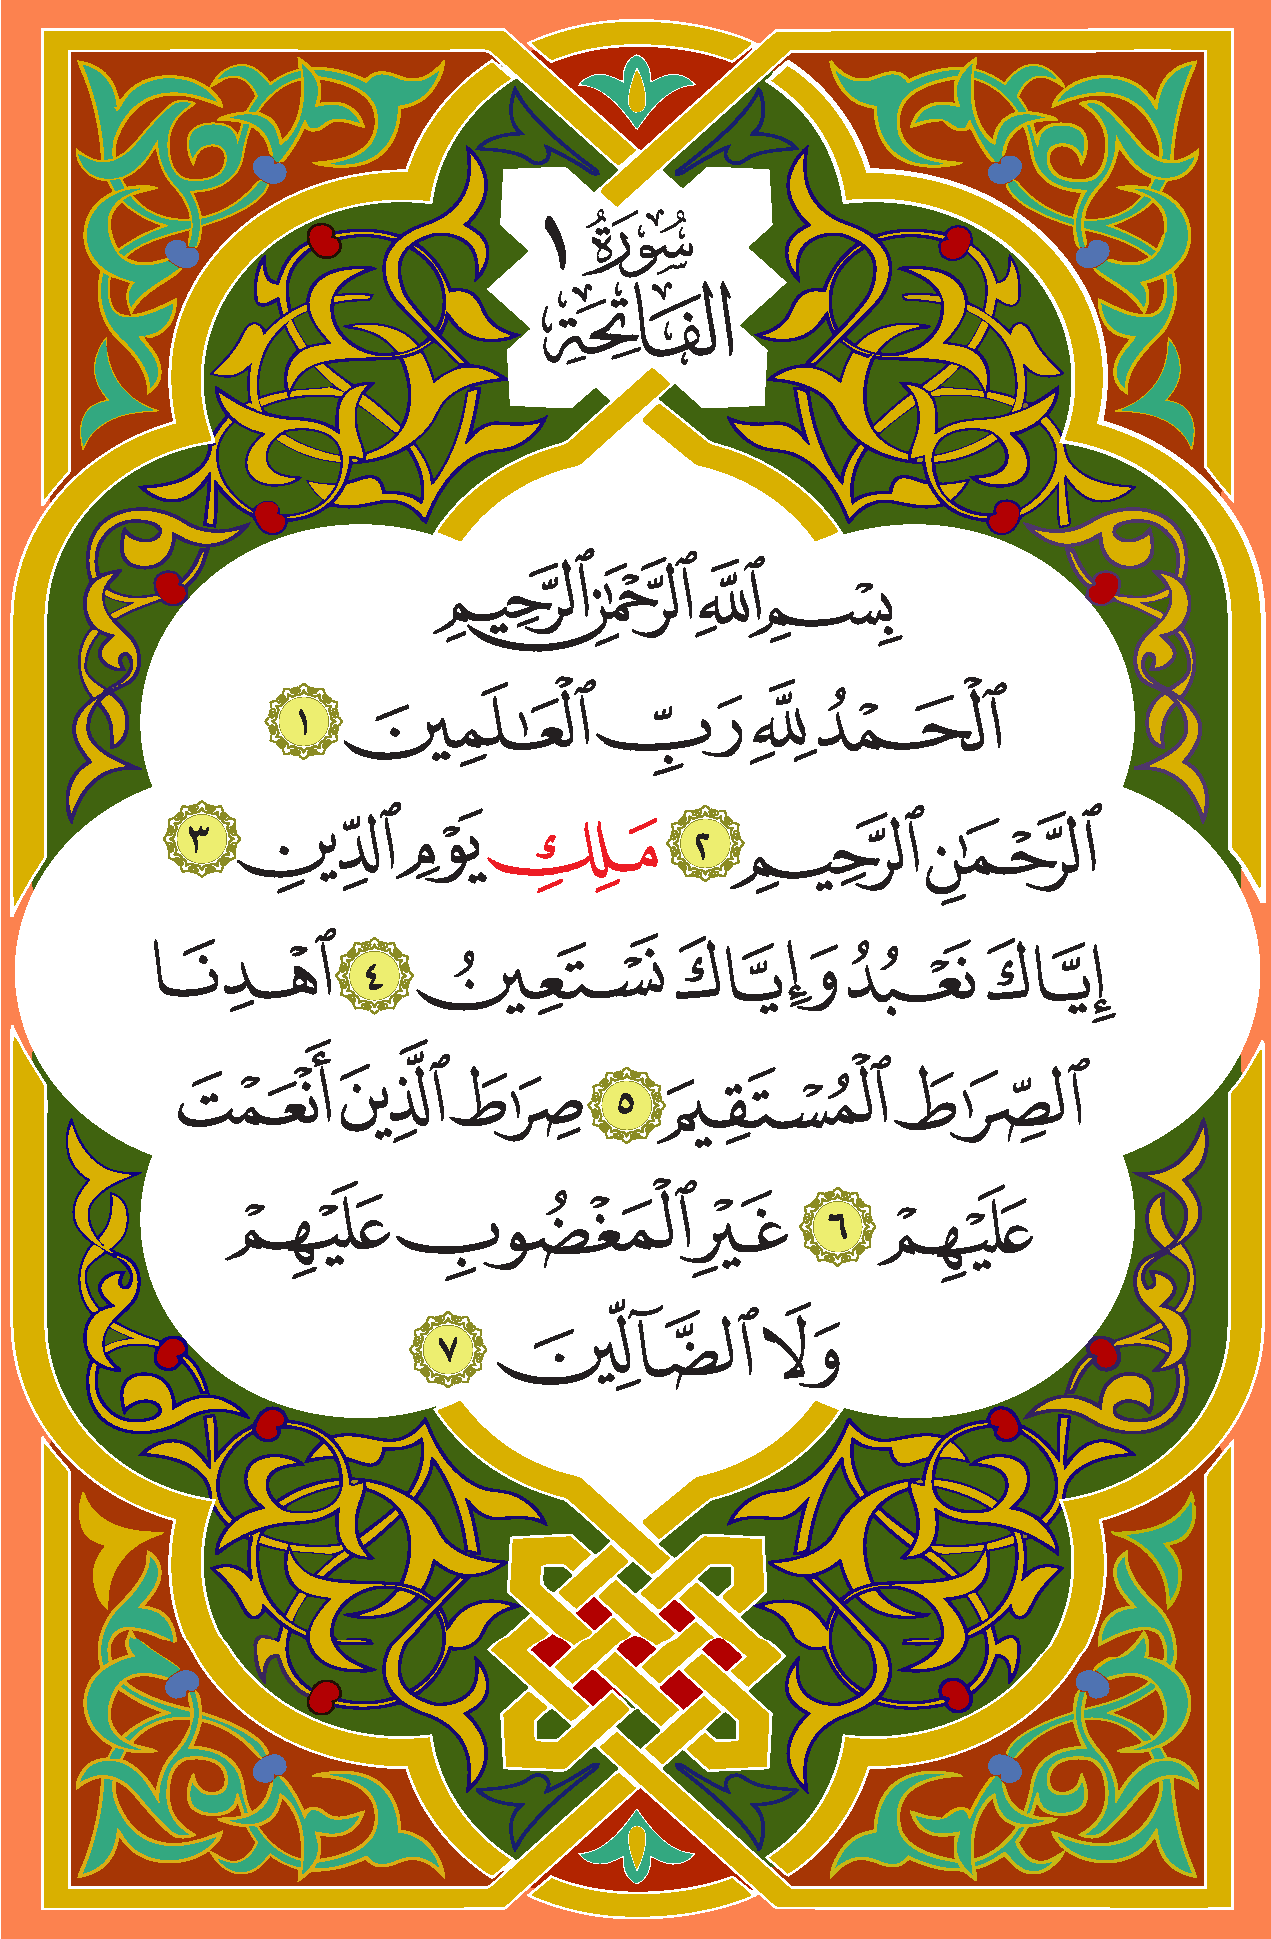 سُورَةُ ١
الفَاتِحَةِ
بِسْمِ ٱللَّهِ ٱلرَّحْمَٰنِ ٱلرَّحِيمِ
ٱلْحَمْدُ لِلَّهِ رَبِّ ٱلْعَٰلَمِينَ ١
ٱلرَّحْمَٰنِ ٱلرَّحِيمِ ٢ مَلِكِ يَوْمِ ٱلدِّينِ ٣
إِيَّاكَ نَعْبُدُ وَإِيَّاكَ نَسْتَعِينُ ٤ ٱهْدِنَا
ٱلصِّرَٰطَ ٱلْمُسْتَقِيمَ ٥ صِرَٰطَ ٱلَّذِينَ أَنْعَمْتَ
عَلَيْهِمْ ٦ غَيْرِ ٱلْمَغْضُوبِ عَلَيْهِمْ
وَلَا ٱلضَّآلِّينَ ٧